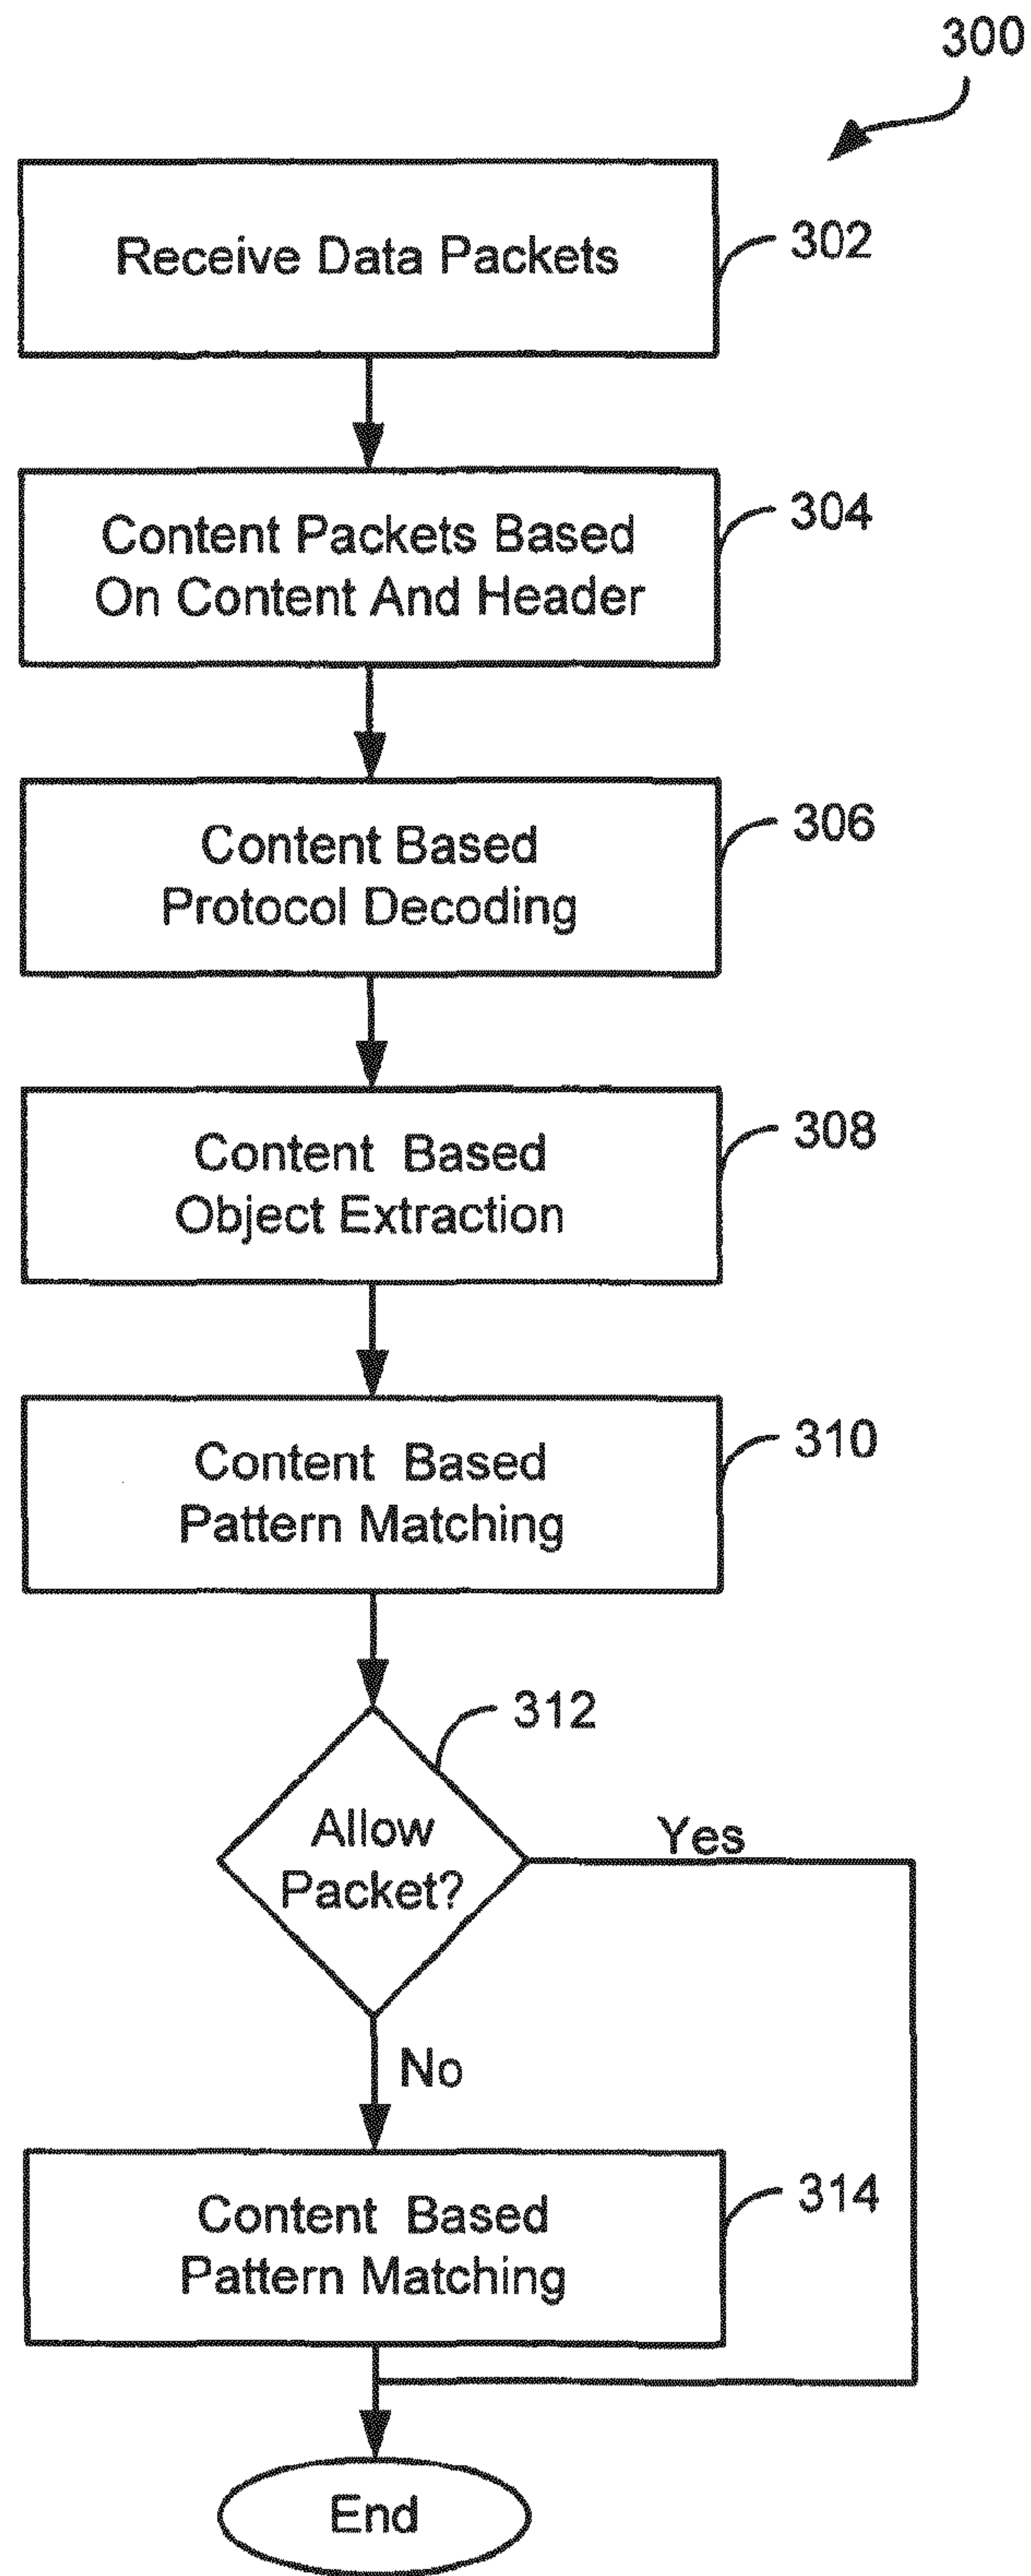 300
Receive Data Packets
302
Content Packets Based
On Content And Header
304
Content Based
Protocol Decoding
306
Content Based
Object Extraction
308
Content Based
Pattern Matching
310
312
Allow
Packet?
Yes
No
Content Based
Pattern Matching
314
End